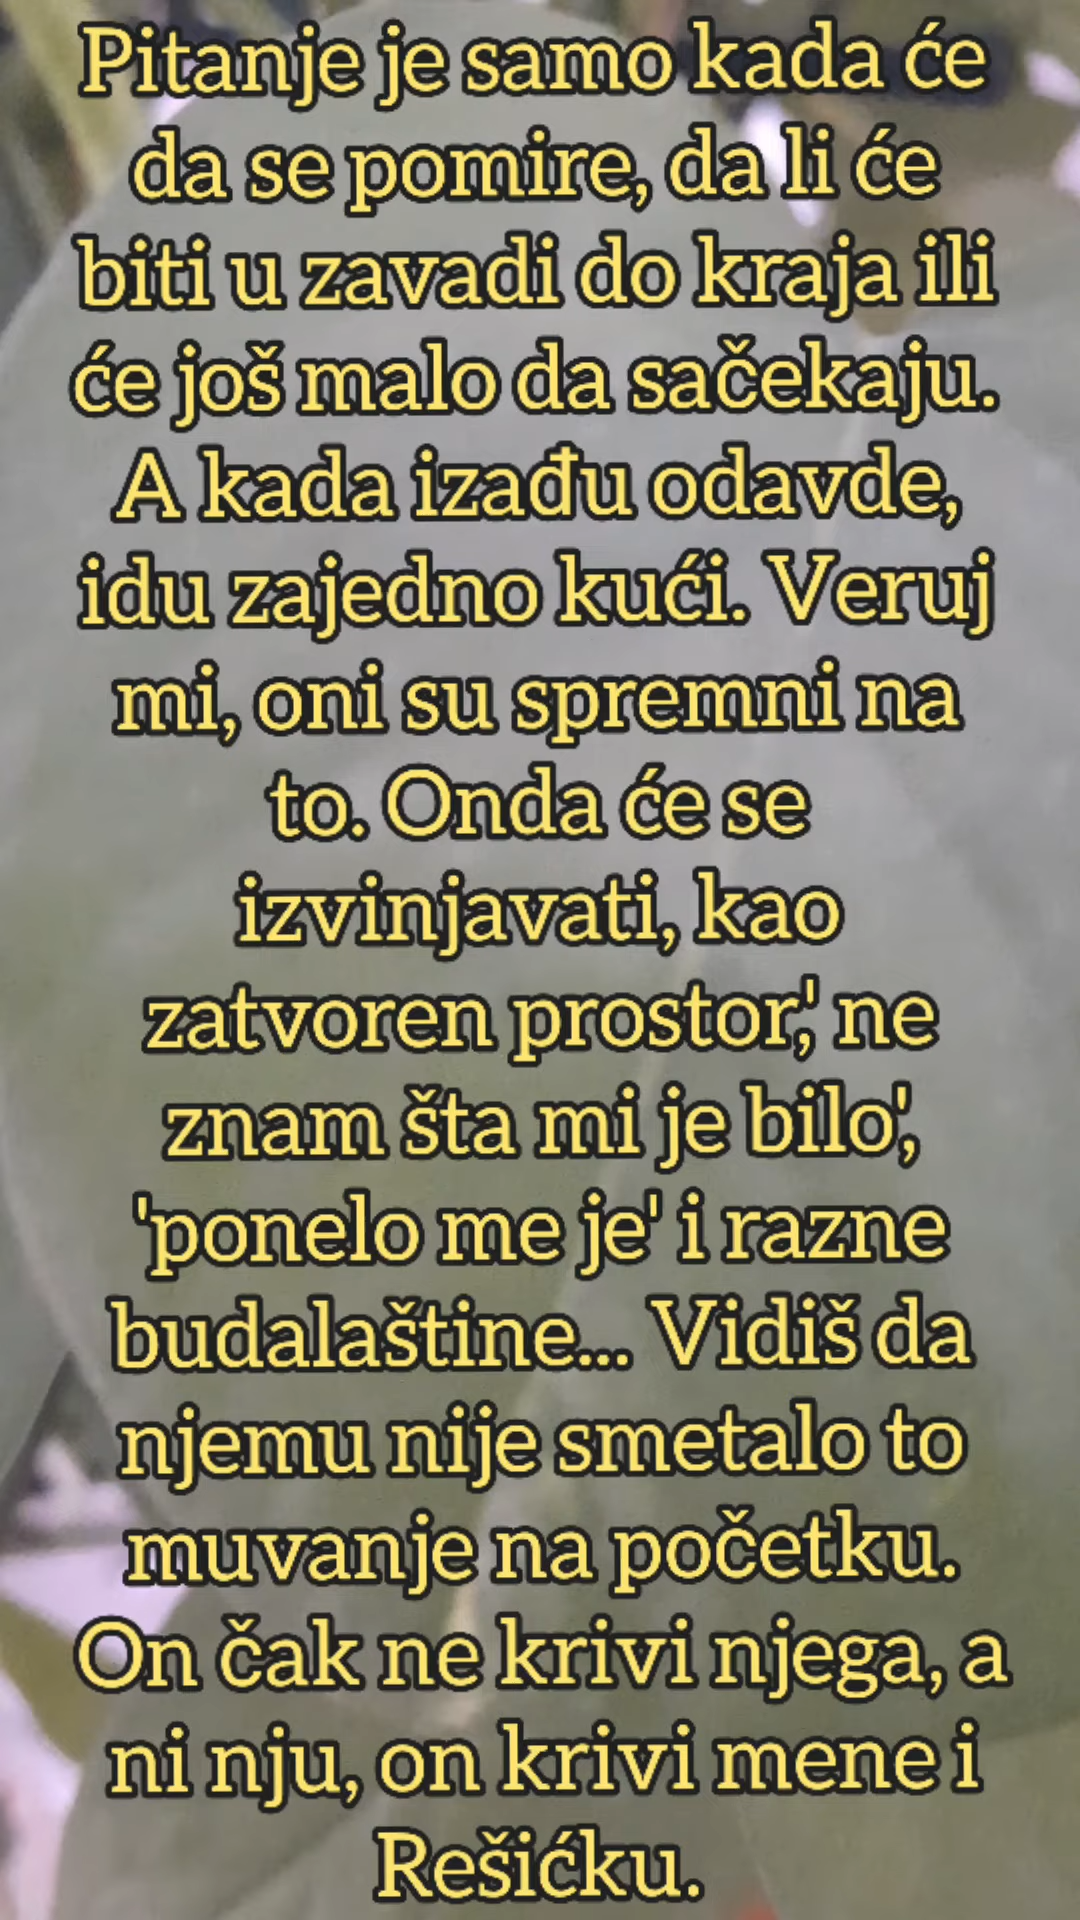 Pitanje je samo kada će
da se pomire, da li će
biti u zavadi do kraja ili
će još malo da sačekaju.
A kada izađu odavde,
idu zajedno kući. Veruj
mi, oni su spremni na
to. Onda će se
izvinjavati, kao
zatvoren prostor,' ne
znam šta mi je bilo',
'ponelo me je' i razne
budalaštine... Vidiš da
njemu nije smetalo to
muvanje na početku.
On čak ne krivi njega, a
ni nju, on krivi mene i
Rešićku.